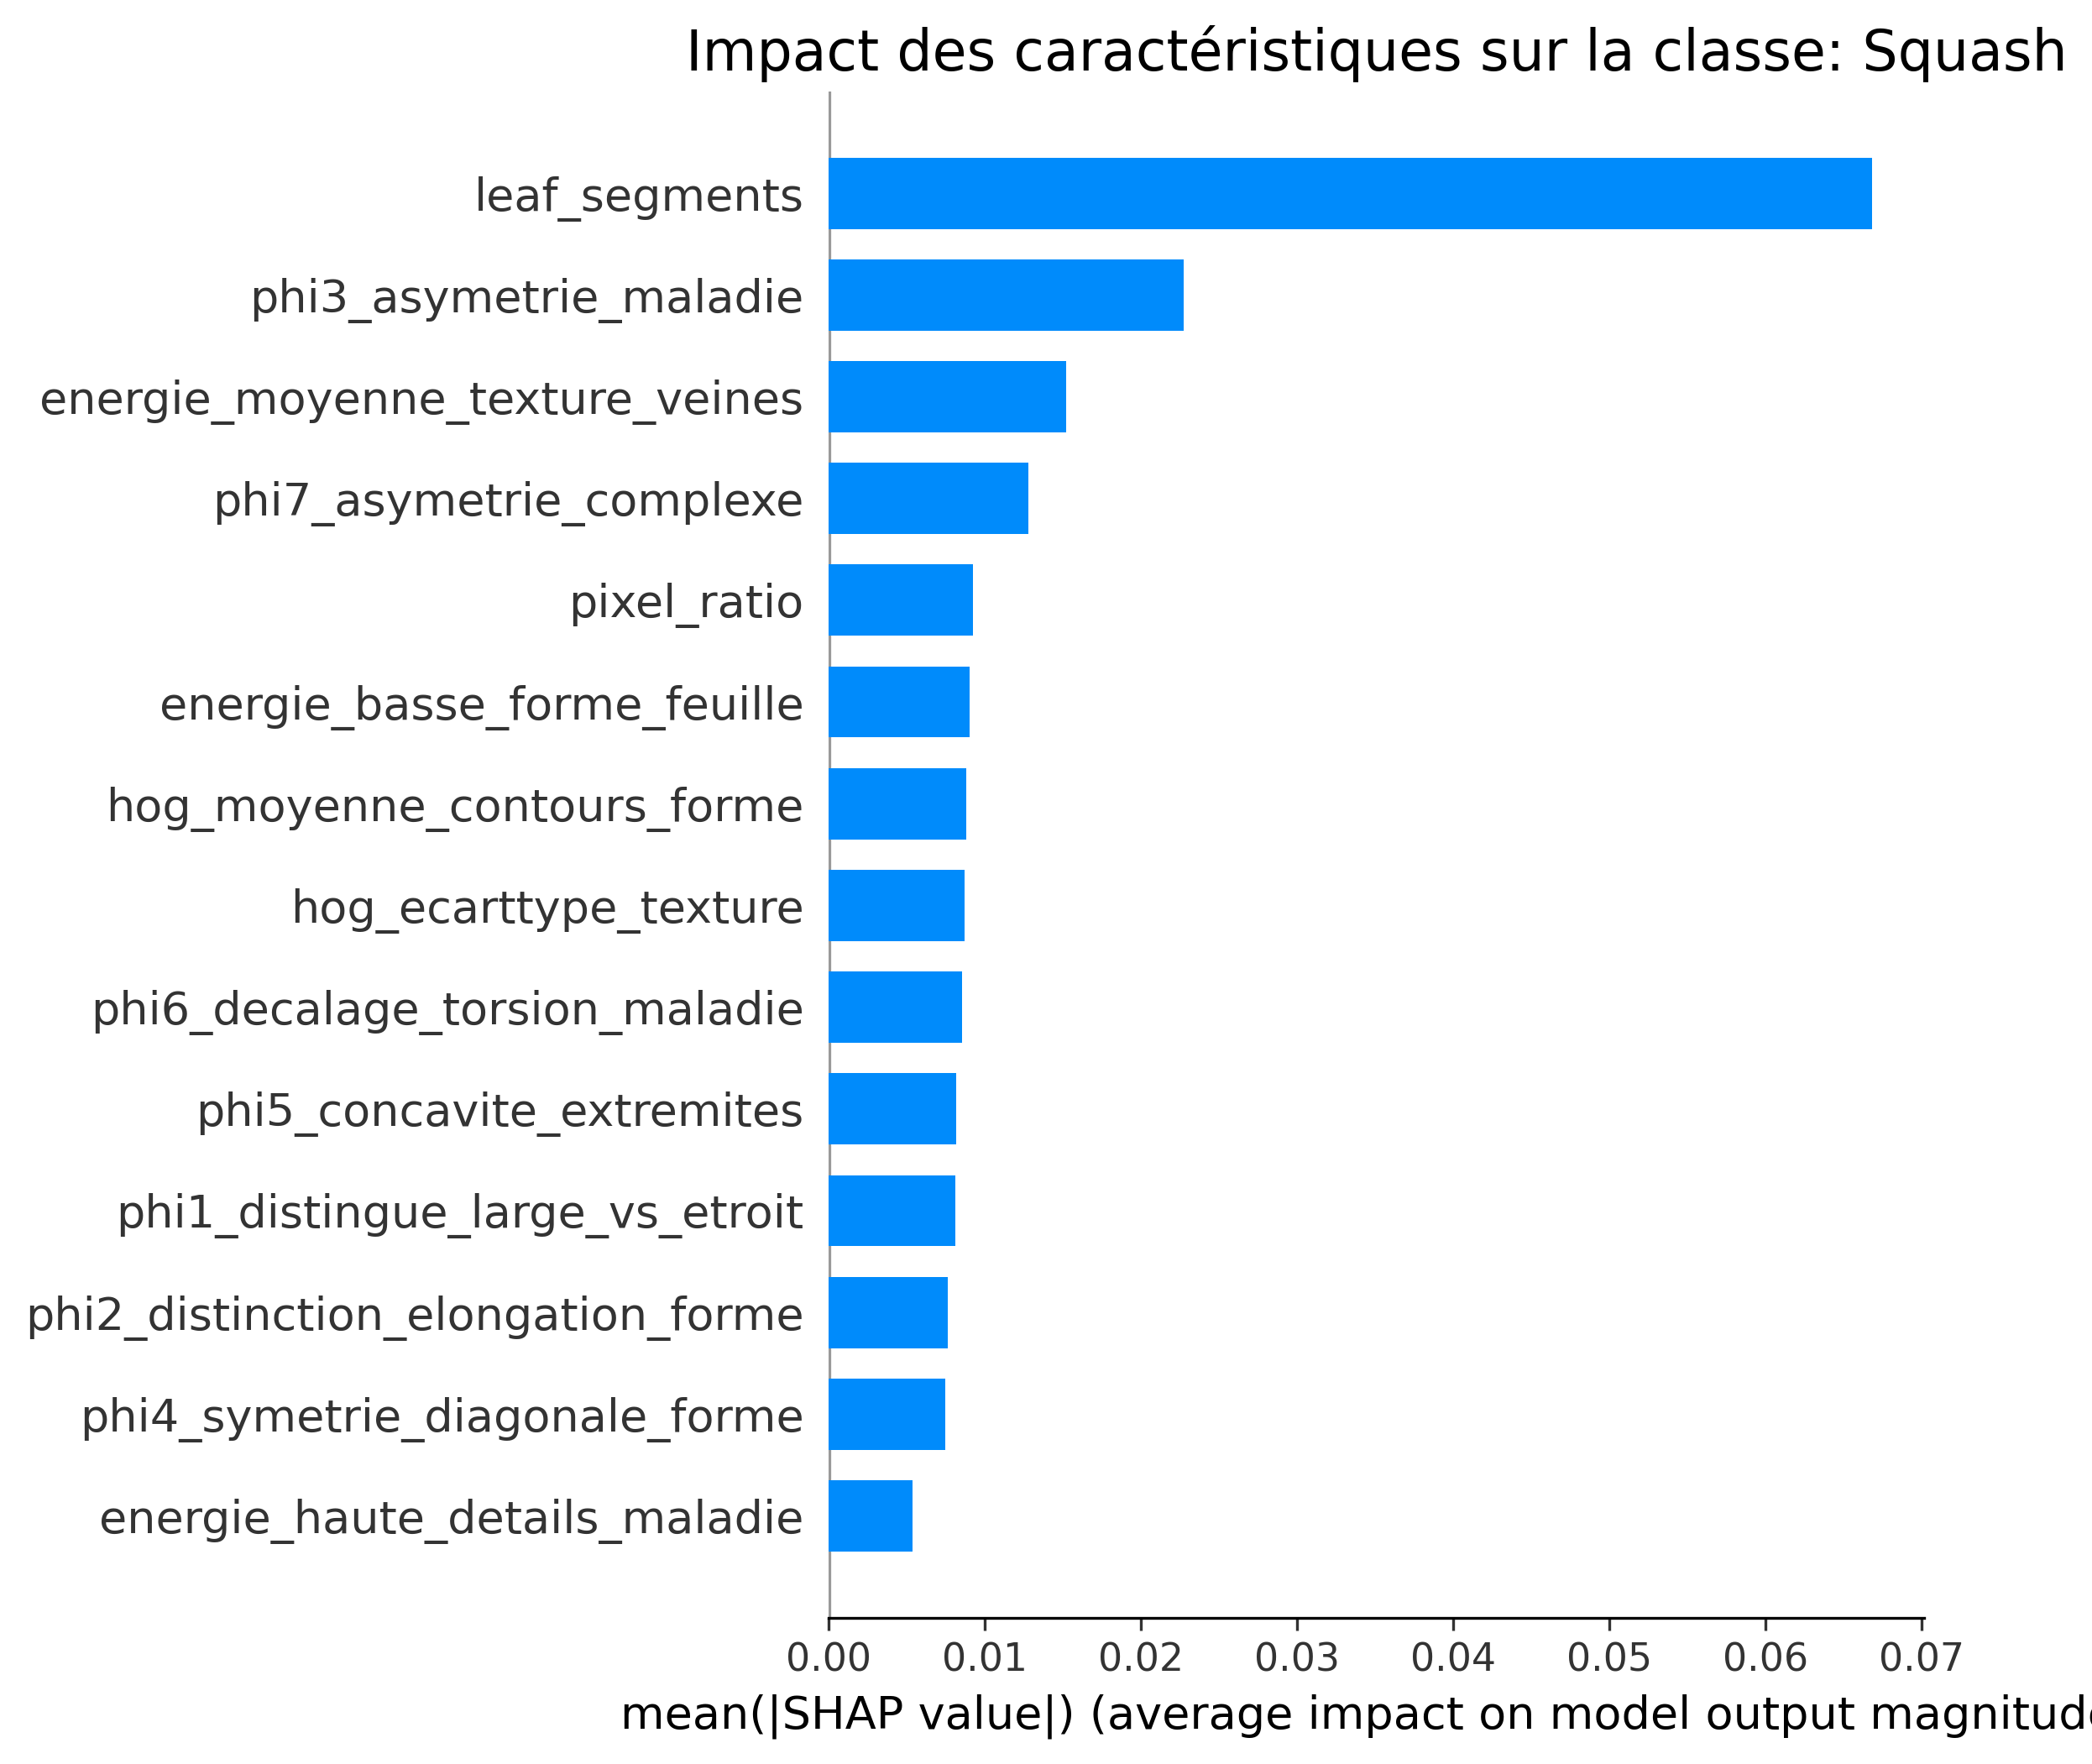 Impact des caractéristiques sur la classe: Squash
leaf_segments
phi3_asymetrie_maladie
energie_moyenne_texture_veines
phi7_asymetrie_complexe
pixel_ratio
energie_basse_forme_feuille
hog_moyenne_contours_forme
hog_ecarttype_texture
phi6_decalage_torsion_maladie
phi5_concavite_extremites
phi1_distingue_large_vs_etroit
phi2_distinction_elongation_forme
phi4_symetrie_diagonale_forme
energie_haute_details_maladie
0.00 0.01 0.02 0.03 0.04 0.05 0.06 0.07
mean(|SHAP value|) (average impact on model output magnitude